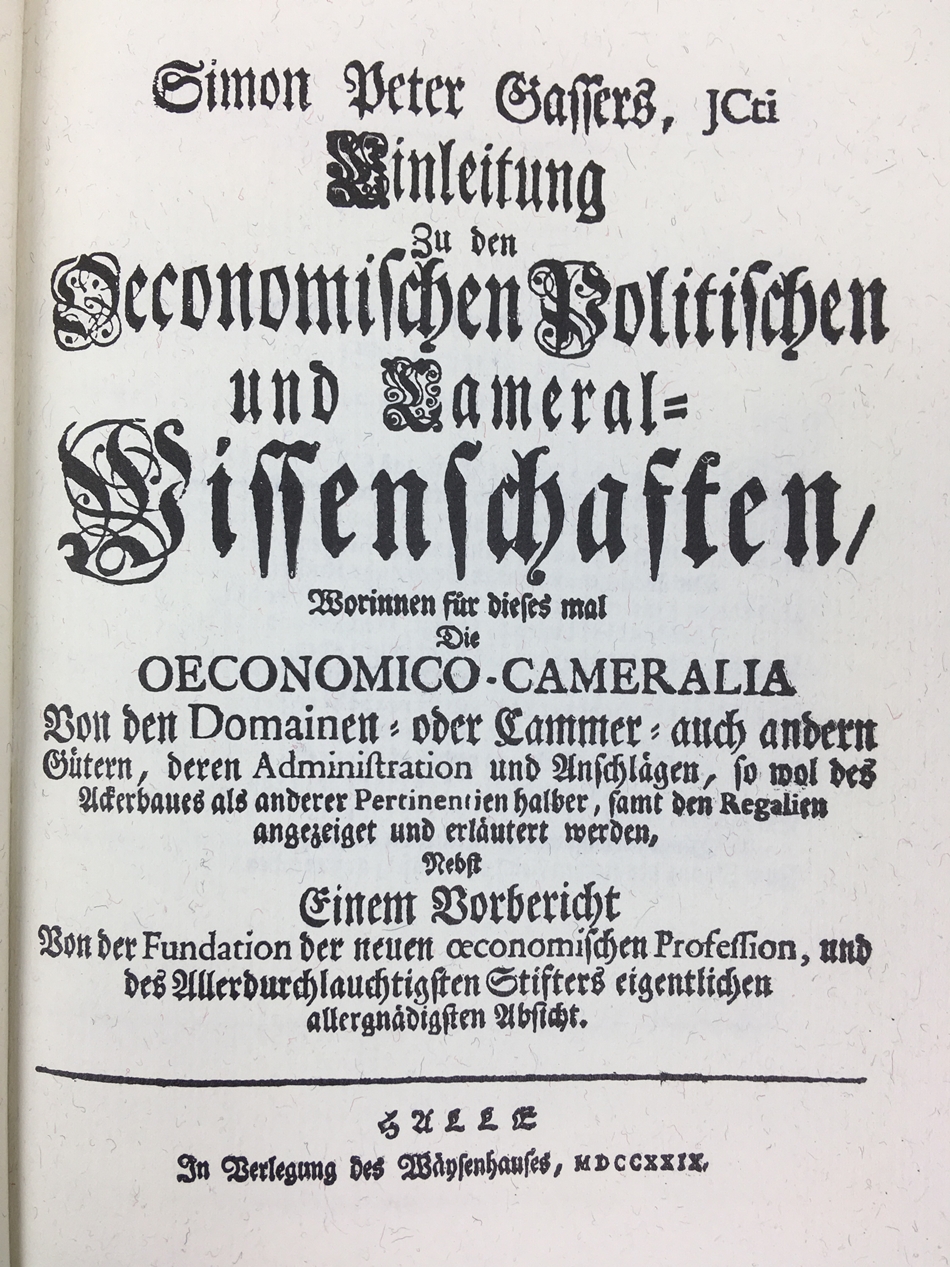 Simon Peter Gassers, JCti
Einleitung
Zu den
Oeconomischen Politischen
und Cameral=
Wissenschaften/
Worinnen für dieses mal
Die
OECONOMICO-CAMERALIA
Von den Domainen = oder Cammer = auch andern
Gütern, deren Administration und Anschlägen, so wol des
Ackerbaues als anderer Pertinentien halber, samt den Regalien
angezeiget und erläutert werden,
Nebst
Einem Vorbericht
Von der Fundation der neuen œconomischen Profession, und
des Allerdurchlauchtigsten Stifters eigentlichen
allergnädigsten Absicht.
HALLE
In Verlegung des Wäysenhauses, MDCCXXIX.